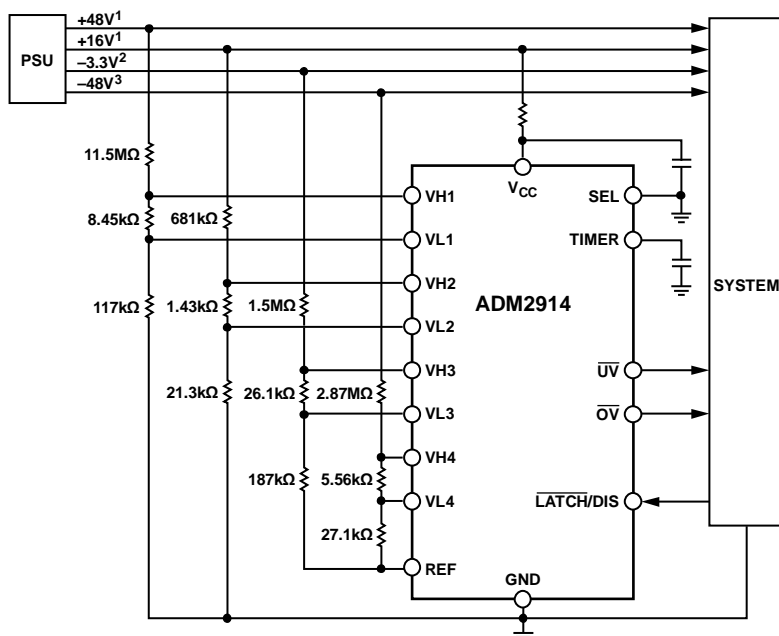 +48V1
+16V1
–3.3V2
–48V3
PSU
11.5MΩ
8.45kΩ
681kΩ
117kΩ
1.43kΩ
1.5MΩ
21.3kΩ
26.1kΩ
2.87MΩ
187kΩ
5.56kΩ
27.1kΩ
VCC
VH1
SEL
VL1
TIMER
VH2
ADM2914
VL2
VH3
UV
VL3
OV
VH4
VL4
LATCH/DIS
REF
GND
SYSTEM